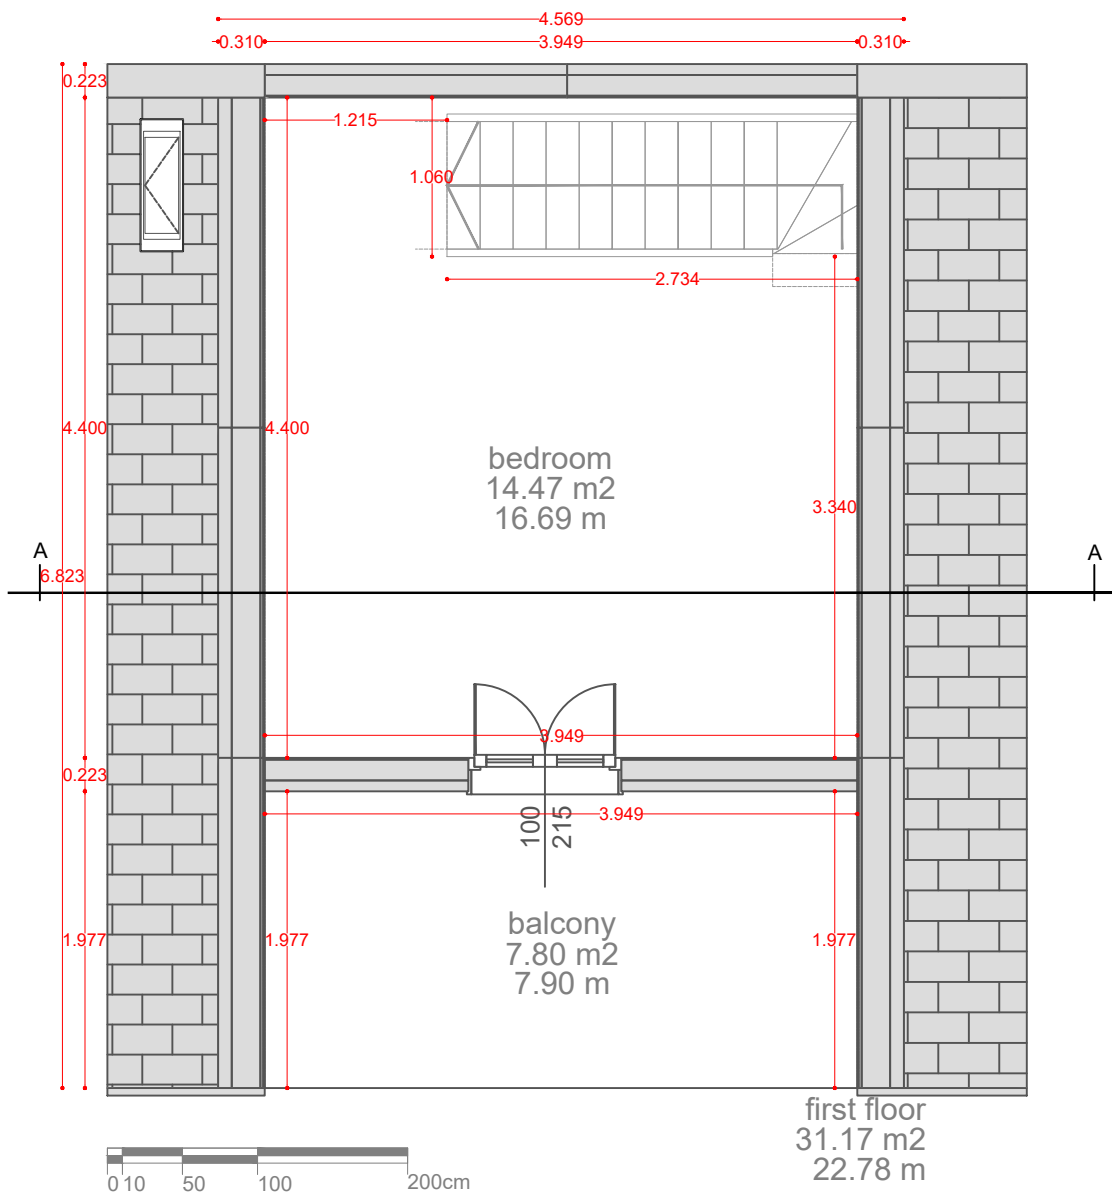 4.569
0.310
3.949
0.310
0.223
1.215
1.060
2.734
4.400
4.400
bedroom
14.47 m2
16.69 m
3.340
A
A
6.823
3.949
0.223
3.949
100
215
balcony
7.80 m2
7.90 m
1.977
1.977
1.977
first floor
31.17 m2
22.78 m
0 10 50 100 200cm